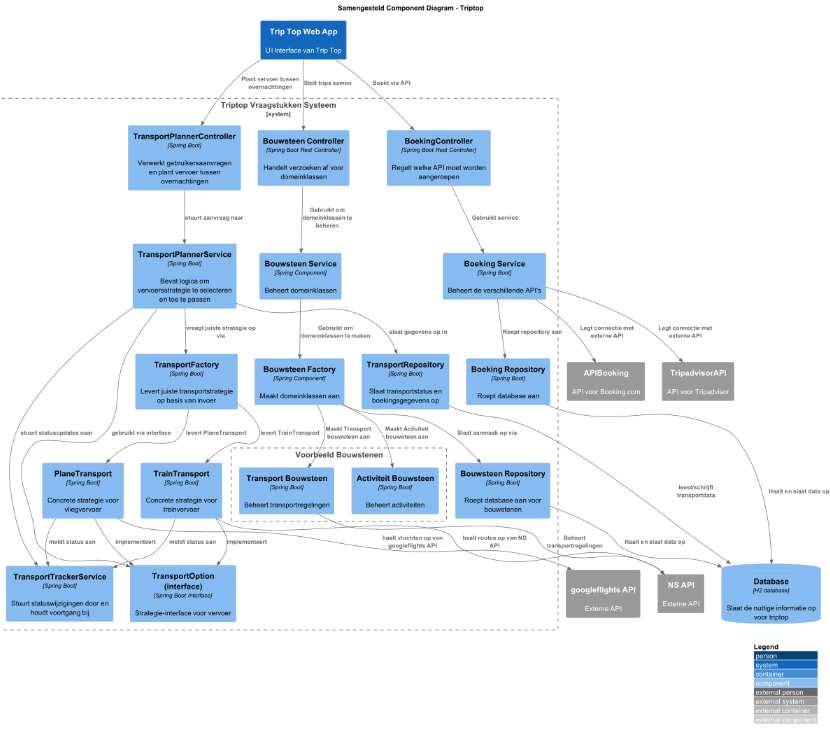 Samengesteld Component Diagram - Triptop
Trip Top Web App
UI interface van Trip Top
Plant vervoer tussen
overnachtingen
Stelt trips samen
Boekt via API
Triptop Vraagstukken Systeem
[system]
TransportPlannerController
[Spring Boot]
Verwerkt gebruikersaanvragen
en plant vervoer tussen
overnachtingen
Bouwsteen Controller
[Spring Boot Rest Controller]
Handelt verzoeken af voor
domeinklassen
BoekingController
[Spring Boot Rest Controller]
Regelt welke API moet worden
aangeroepen
stuurt aanvraag naar
Gebruikt om
domeinklassen te
beheren
Gebruikt service
TransportPlannerService
[Spring Boot]
Bevat logica om
vervoersstrategie te selecteren
en toe te passen
Bouwsteen Service
[Spring Component]
Beheert domeinklassen
Boeking Service
[Spring Boot]
Beheert de verschillende API's
vraagt juiste strategie op
via
Gebruikt om
domeinklassen te maken
slaat gegevens op in
Roept repository aan
Legt connectie met
externe API
Legt connectie met
externe API
TransportFactory
[Spring Boot]
Levert juiste transportstrategie
op basis van invoer
Bouwsteen Factory
[Spring Component]
Maakt domeinklassen aan
TransportRepository
[Spring Boot]
Slaat transportstatus en
boekingsgegevens op
Boeking Repository
[Spring Boot]
Roept database aan
APIBooking
API voor Booking.com
TripadvisorAPI
API voor Tripadvisor
stuurt statusupdates naar
gebruikt via interface
levert PlaneTransport
levert TrainTransport
Maakt Transport
bouwsteen aan
Maakt Activiteit
bouwsteen aan
Slaat aanmaak op via
Voorbeeld Bouwstenen
PlaneTransport
[Spring Boot]
Concrete strategie voor
vliegvervoer
TrainTransport
[Spring Boot]
Concrete strategie voor
treinvervoer
Transport Bouwsteen
[Spring Boot]
Beheert transportregelingen
Activiteit Bouwsteen
[Spring Boot]
Beheert activiteiten
Bouwsteen Repository
[Spring Boot]
Roept database aan voor
bouwstenen
leest/schrijft
transportdata
Haalt en slaat data op
meldt status aan
implementeert
meldt status aan
implementeert
haalt vluchten op van
googleflights API
haalt routes op van NS
API
Beheert
transportregelingen
Haalt en slaat data op
TransportTrackerService
[Spring Boot]
Stuurt statuswijzigingen door en
houdt voortgang bij
TransportOption
(interface)
[Spring Boot Interface]
Strategie-interface voor vervoer
googleflights API
Externe API
NS API
Externe API
Database
[H2 database]
Slaat de nuttige informatie op
voor triptop
Legend
person
system
container
component
external person
external system
external container
external component